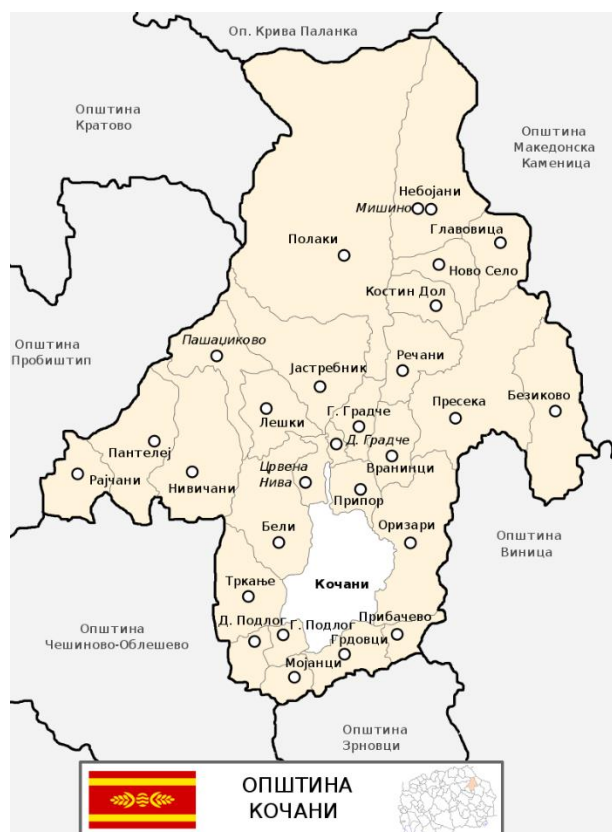 Оп. Крива Паланка
Општина
Кратово
Општина
Македонска
Каменица
Небојани
Мишино
Главовица
Полаки
Ново Село
Костин Дол
Општина
Пробиштип
Пашаџиково
Јастребник
Речани
Безиково
Лешки
Г. Градче
Пресека
Д. Градче
Пантелеј
Вранинци
Рајчани
Нивичани
Црвена
Нива
Припор
Бели
Оризари
Општина
Виница
Кочани
Тркање
Д. Подлог
Г. Подлог
Прибачево
Општина
Чешиново-Облешево
Грдовци
Мојанци
Општина
Зрновци
ОПШТИНА
КОЧАНИ